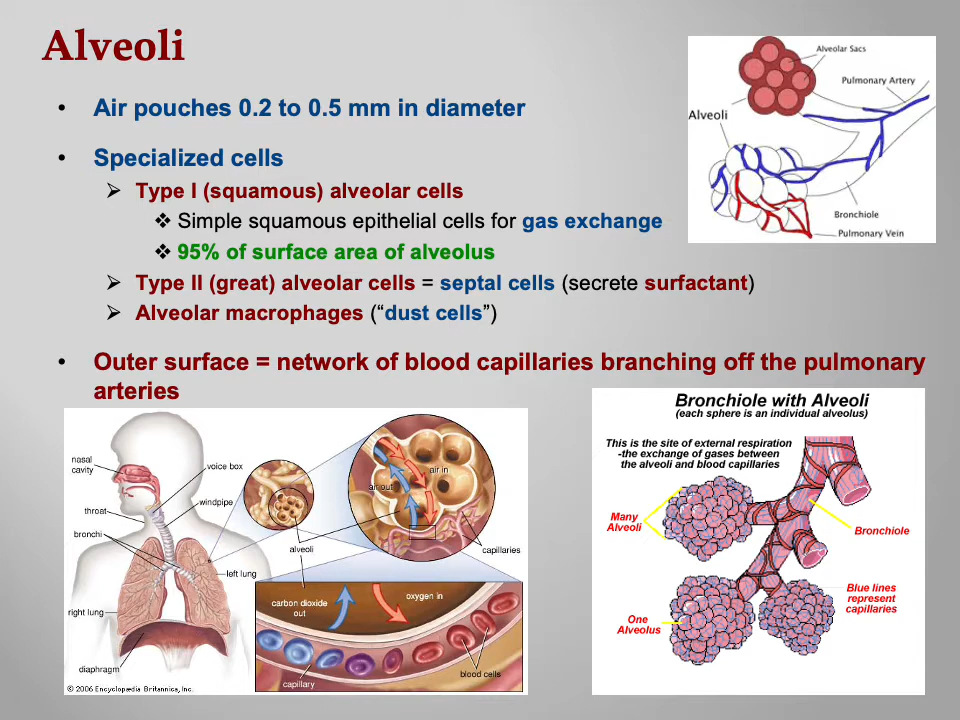 Alveoli
• Air pouches 0.2 to 0.5 mm in diameter
• Specialized cells
➢ Type I (squamous) alveolar cells
❖ Simple squamous epithelial cells for gas exchange
❖ 95% of surface area of alveolus
➢ Type II (great) alveolar cells = septal cells (secrete surfactant)
➢ Alveolar macrophages (“dust cells”)
• Outer surface = network of blood capillaries branching off the pulmonary
arteries
Alveolar Sacs
Pulmonary Artery
Alveoli
Bronchiole
Pulmonary Vein
nasal
cavity
voice box
windpipe
throat
bronchi
left lung
right lung
diaphragm
alveoli
air in
air out
capillaries
carbon dioxide
out
oxygen in
capillary
blood cells
© 2006 Encyclopædia Britannica, Inc.
Bronchiole with Alveoli
(each sphere is an individual alveolus)
This is the site of external respiration
-the exchange of gases between
the alveoli and blood capillaries
Many
Alveoli
Bronchiole
Blue lines
represent
capillaries
One
Alveolus